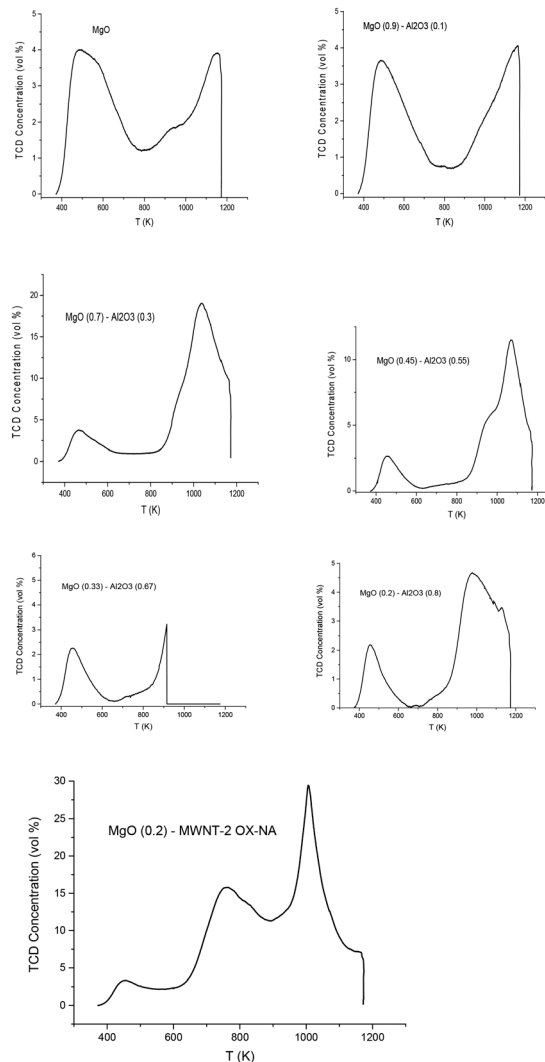 MgO
TCD Concentration (vol %)
5
4
3
2
1
0
400 600 800 1000 1200
T (K)
MgO (0.9) - Al2O3 (0.1)
TCD Concentration (vol %)
5
4
3
2
1
0
400 600 800 1000 1200
T (K)
MgO (0.7) - Al2O3 (0.3)
TCD Concentration (vol %)
20
15
10
5
0
400 600 800 1000 1200
T (K)
MgO (0.45) - Al2O3 (0.55)
TCD Concentration (vol %)
10
5
0
400 600 800 1000 1200
T (K)
MgO (0.33) - Al2O3 (0.67)
TCD Concentration (vol %)
6
5
4
3
2
1
0
400 600 800 1000 1200
T (K)
MgO (0.2) - Al2O3 (0.8)
TCD Concentration (vol %)
5
4
3
2
1
0
400 600 800 1000 1200
T (K)
MgO (0.2) - MWNT-2 OX-NA
TCD Concentration (vol %)
30
25
20
15
10
5
0
400 600 800 1000 1200
T (K)